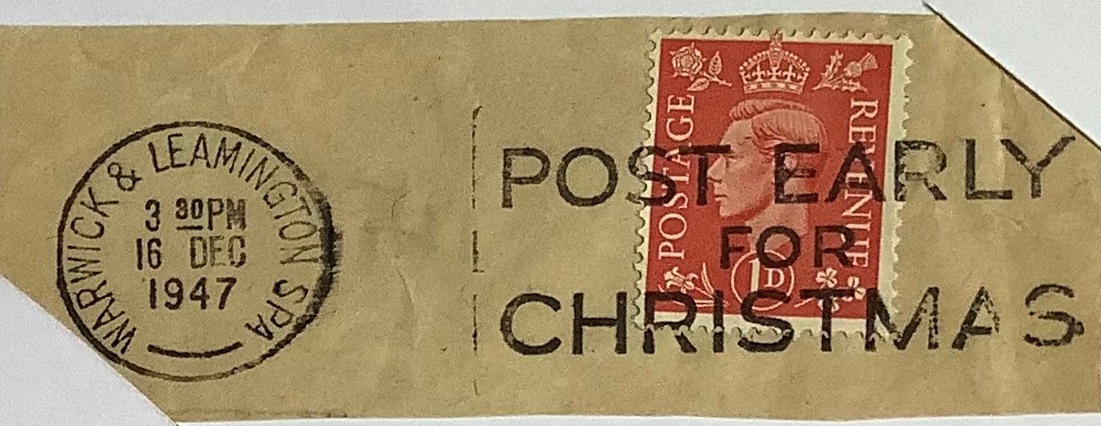 WARWICK & LEAMINGTON SPA
3 30PM
16 DEC
1947
POST EARLY
FOR
CHRISTMAS
POSTAGE
REVENUE
1D